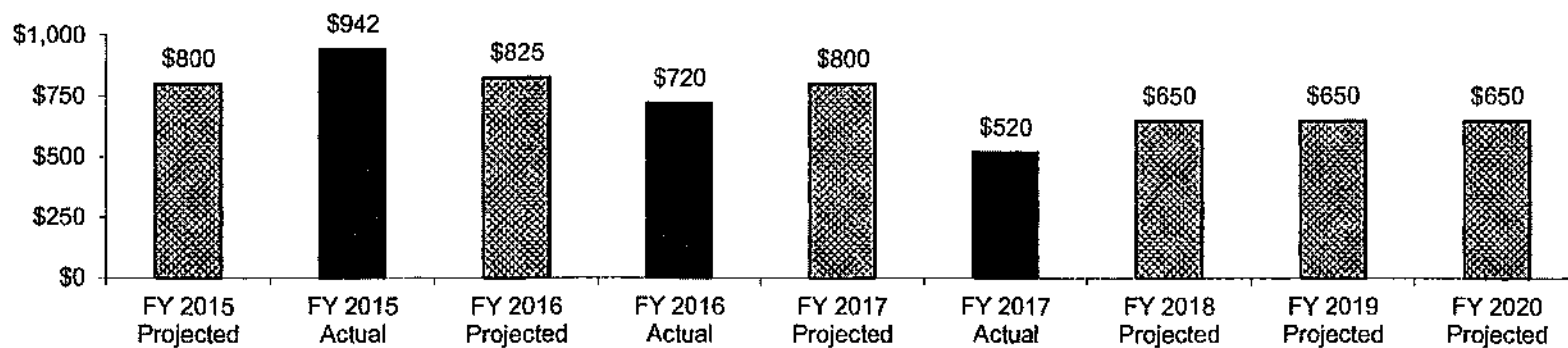 $1,000
$750
$500
$250
$0
$800
$942
$825
$720
$800
$520
$650
$650
$650
FY 2015
Projected
FY 2015
Actual
FY 2016
Projected
FY 2016
Actual
FY 2017
Projected
FY 2017
Actual
FY 2018
Projected
FY 2019
Projected
FY 2020
Projected